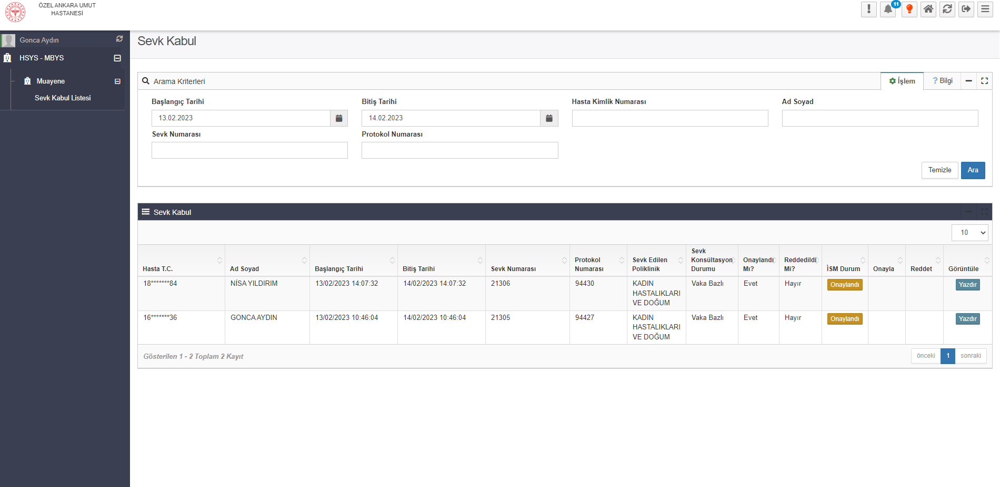 ÖZEL ANKARA UMUT
HASTANESİ
11
Gonca Aydın
HSYS - MBYS
Muayene
Sevk Kabul Listesi
Sevk Kabul
Arama Kriterleri
İşlem
? Bilgi
Başlangıç Tarihi
Bitiş Tarihi
Hasta Kimlik Numarası
Ad Soyad
13.02.2023
14.02.2023
Sevk Numarası
Protokol Numarası
Temizle
Ara
Sevk Kabul
10
Hasta T.C.
Ad Soyad
Başlangıç Tarihi
Bitiş Tarihi
Sevk Numarası
Protokol
Numarası
Sevk Edilen
Poliklinik
Sevk
Konsültasyon
Durumu
Onaylandı
Mı?
Reddedildi
Mi?
İSM Durum
Onayla
Reddet
Görüntüle
18*******84
NİSA YILDIRIM
13/02/2023 14:07:32
14/02/2023 14:07:32
21306
94430
KADIN
HASTALIKLARI
VE DOĞUM
Vaka Bazlı
Evet
Hayır
Onaylandı
Yazdır
16*******36
GONCA AYDIN
13/02/2023 10:46:04
14/02/2023 10:46:04
21305
94427
KADIN
HASTALIKLARI
VE DOĞUM
Vaka Bazlı
Evet
Hayır
Onaylandı
Yazdır
Gösterilen 1 - 2 Toplam 2 Kayıt
önceki
1
sonraki